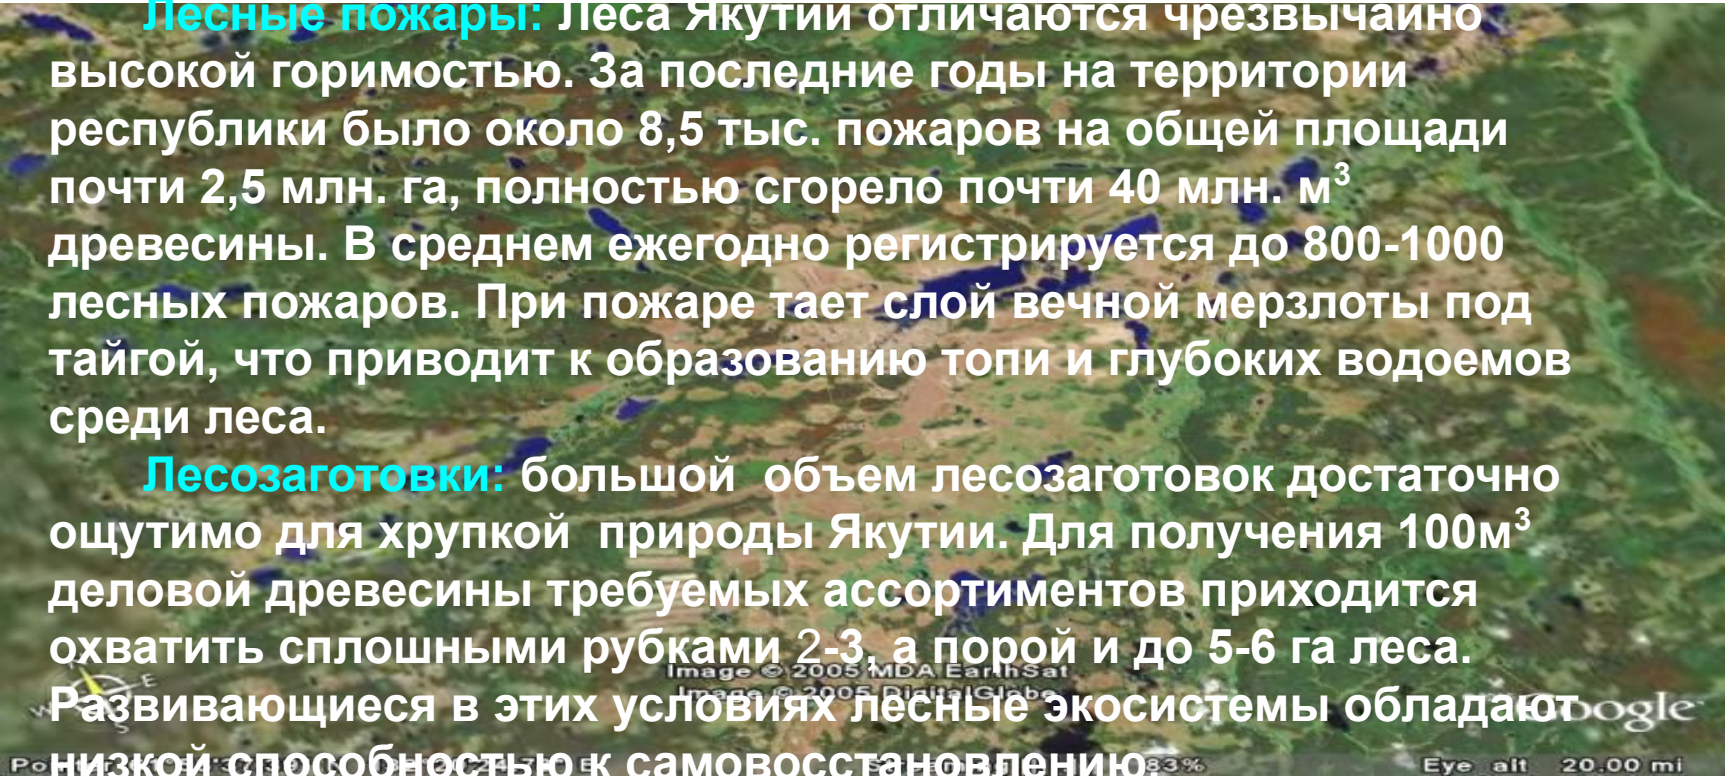 Лесные пожары: Леса Якутии отличаются чрезвычайно
высокой горимостью. За последние годы на территории
республики было около 8,5 тыс. пожаров на общей площади
почти 2,5 млн. га, полностью сгорело почти 40 млн. м³
древесины. В среднем ежегодно регистрируется до 800-1000
лесных пожаров. При пожаре тает слой вечной мерзлоты под
тайгой, что приводит к образованию топи и глубоких водоемов
среди леса.
Лесозаготовки: большой объем лесозаготовок достаточно
ощутимо для хрупкой природы Якутии. Для получения 100м³
деловой древесины требуемых ассортиментов приходится
охватить сплошными рубками 2-3, а порой и до 5-6 га леса.
Image © 2005 MDA EarthSat
Image © 2005 DigitalGlobe
Развивающиеся в этих условиях лесные экосистемы обладают
Google
низкой способностью к самовосстановлению.
83%
Eye alt 20.00 mi